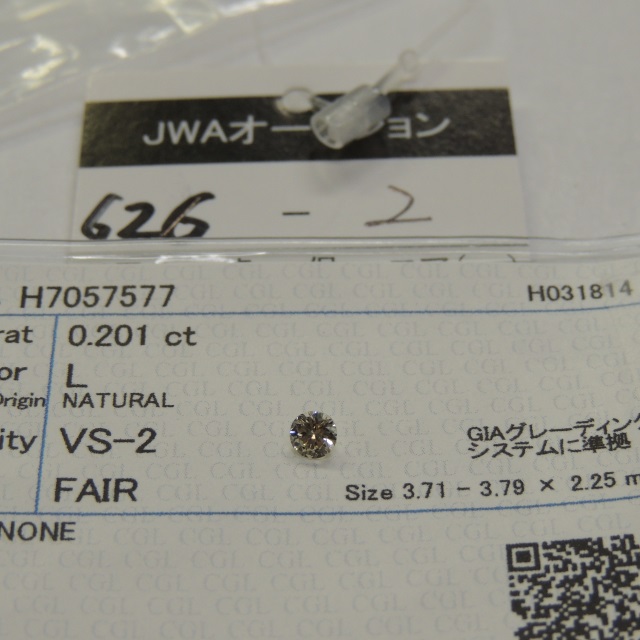 JWAオー ョン
626 - 2
H7057577 H031814
rat 0.201 ct
or L
Origin NATURAL
ity VS-2
GIAグレーディング
システムに準拠
FAIR Size 3.71 - 3.79 × 2.25 m
NONE